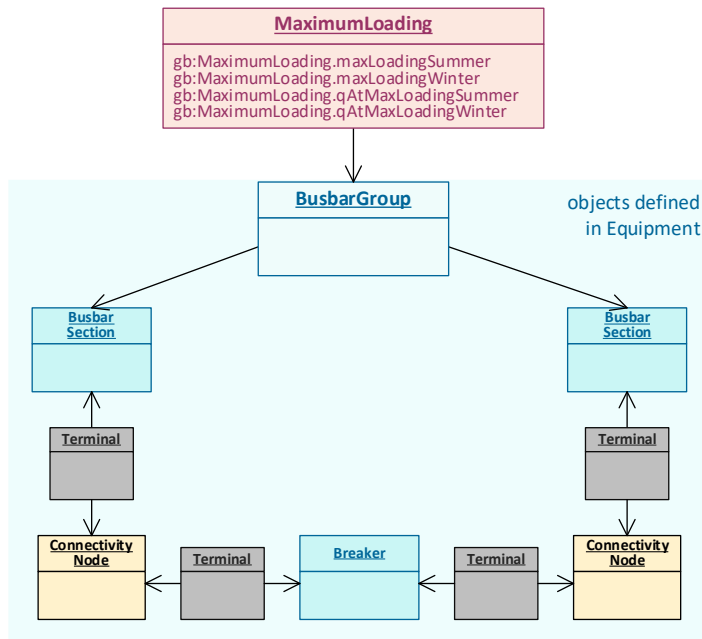 MaximumLoading
gb:MaximumLoading.maxLoadingSummer
gb:MaximumLoading.maxLoadingWinter
gb:MaximumLoading.qAtMaxLoadingSummer
gb:MaximumLoading.qAtMaxLoadingWinter
BusbarGroup
objects defined
in Equipment
Busbar
Section
Busbar
Section
Terminal
Terminal
Connectivity
Node
Terminal
Breaker
Terminal
Connectivity
Node